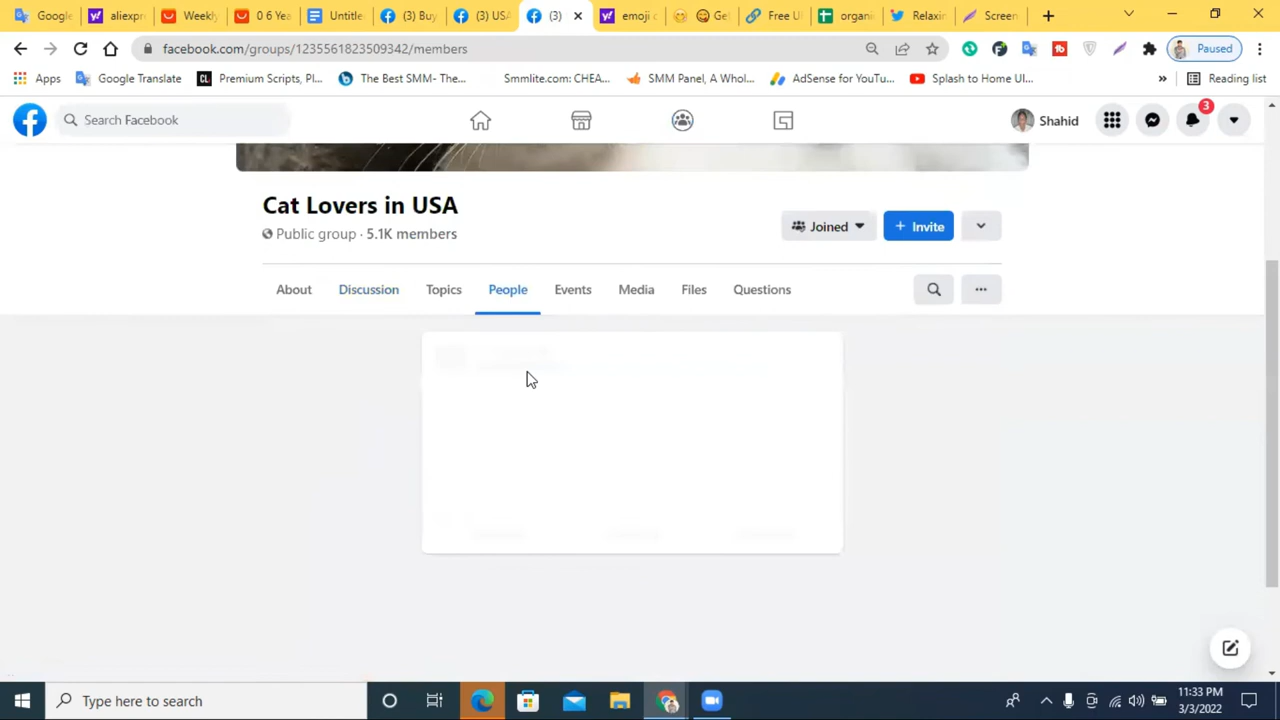 Google
aliexpr
Weekly
0 6 Yea
Untitle
(3) Buy
(3) USA
(3)
emoji c
Get
Free U
organi
Relaxin
Screen
facebook.com/groups/1235561823509342/members
Paused
Apps
Google Translate
Premium Scripts, Pl...
The Best SMM- The...
Smmlite.com: CHEA...
SMM Panel, A Whol...
AdSense for YouTu...
Splash to Home UI...
»
Reading list
Search Facebook
Shahid
3
Cat Lovers in USA
Public group · 5.1K members
Joined
+ Invite
About
Discussion
Topics
People
Events
Media
Files
Questions
Type here to search
11:33 PM
3/3/2022